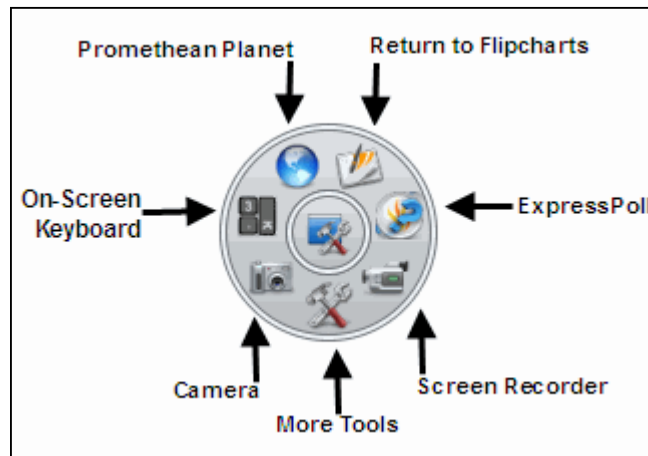 Promethean Planet
Return to Flipcharts
On-Screen
Keyboard
ExpressPoll
Camera
Screen Recorder
More Tools